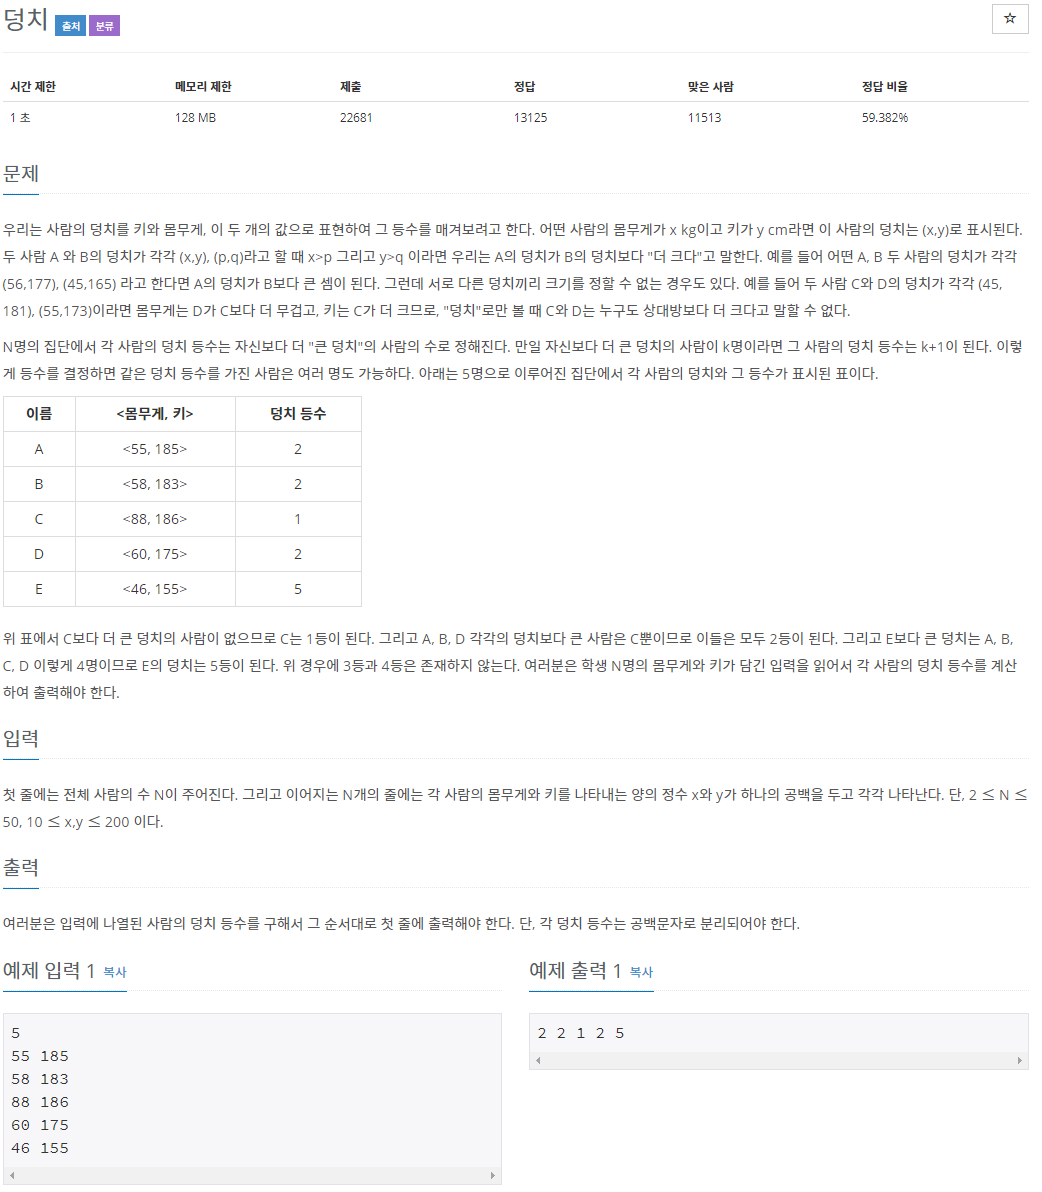 덩치 출처 분류
☆
시간 제한 메모리 제한 제출 정답 맞은 사람 정답 비율
1 초 128 MB 22681 13125 11513 59.382%
문제
우리는 사람의 덩치를 키와 몸무게, 이 두 개의 값으로 표현하여 그 등수를 매겨보려고 한다. 어떤 사람의 몸무게가 x kg이고 키가 y cm라면 이 사람의 덩치는 (x,y)로 표시된다.
두 사람 A 와 B의 덩치가 각각 (x,y), (p,q)라고 할 때 x>p 그리고 y>q 이라면 우리는 A의 덩치가 B의 덩치보다 "더 크다"고 말한다. 예를 들어 어떤 A, B 두 사람의 덩치가 각각
(56,177), (45,165) 라고 한다면 A의 덩치가 B보다 큰 셈이 된다. 그런데 서로 다른 덩치끼리 크기를 정할 수 없는 경우도 있다. 예를 들어 두 사람 C와 D의 덩치가 각각 (45,
181), (55,173)이라면 몸무게는 D가 C보다 더 무겁고, 키는 C가 더 크므로, "덩치"로만 볼 때 C와 D는 누구도 상대방보다 더 크다고 말할 수 없다.
N명의 집단에서 각 사람의 덩치 등수는 자신보다 더 "큰 덩치"의 사람의 수로 정해진다. 만일 자신보다 더 큰 덩치의 사람이 k명이라면 그 사람의 덩치 등수는 k+1이 된다. 이렇
게 등수를 결정하면 같은 덩치 등수를 가진 사람은 여러 명도 가능하다. 아래는 5명으로 이루어진 집단에서 각 사람의 덩치와 그 등수가 표시된 표이다.
이름 <몸무게, 키> 덩치 등수
A <55, 185> 2
B <58, 183> 2
C <88, 186> 1
D <60, 175> 2
E <46, 155> 5
위 표에서 C보다 더 큰 덩치의 사람이 없으므로 C는 1등이 된다. 그리고 A, B, D 각각의 덩치보다 큰 사람은 C뿐이므로 이들은 모두 2등이 된다. 그리고 E보다 큰 덩치는 A, B,
C, D 이렇게 4명이므로 E의 덩치는 5등이 된다. 위 경우에 3등과 4등은 존재하지 않는다. 여러분은 학생 N명의 몸무게와 키가 담긴 입력을 읽어서 각 사람의 덩치 등수를 계산
하여 출력해야 한다.
입력
첫 줄에는 전체 사람의 수 N이 주어진다. 그리고 이어지는 N개의 줄에는 각 사람의 몸무게와 키를 나타내는 양의 정수 x와 y가 하나의 공백을 두고 각각 나타난다. 단, 2 ≤ N ≤
50, 10 ≤ x,y ≤ 200 이다.
출력
여러분은 입력에 나열된 사람의 덩치 등수를 구해서 그 순서대로 첫 줄에 출력해야 한다. 단, 각 덩치 등수는 공백문자로 분리되어야 한다.
예제 입력 1 복사
5
55 185
58 183
88 186
60 175
46 155
예제 출력 1 복사
2 2 1 2 5